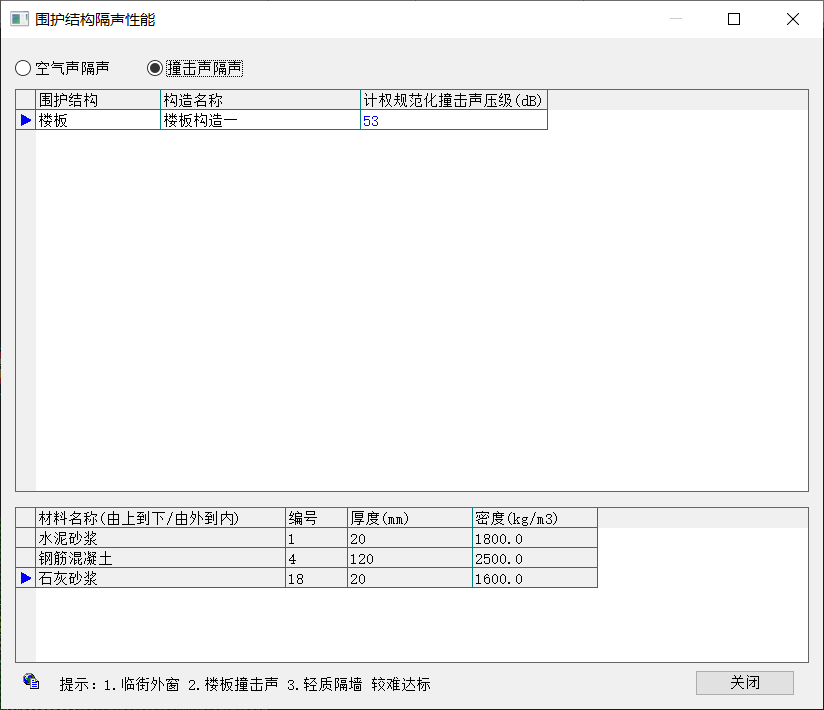 围护结构隔声性能
空气声隔声 撞击声隔声
围护结构 构造名称 计权规范化撞击声压级(dB)
楼板 楼板构造一 53
材料名称(由上到下/由外到内) 编号 厚度(mm) 密度(kg/m3)
水泥砂浆 1 20 1800.0
钢筋混凝土 4 120 2500.0
石灰砂浆 18 20 1600.0
提示：1.临街外窗 2.楼板撞击声 3.轻质隔墙 较难达标 关闭